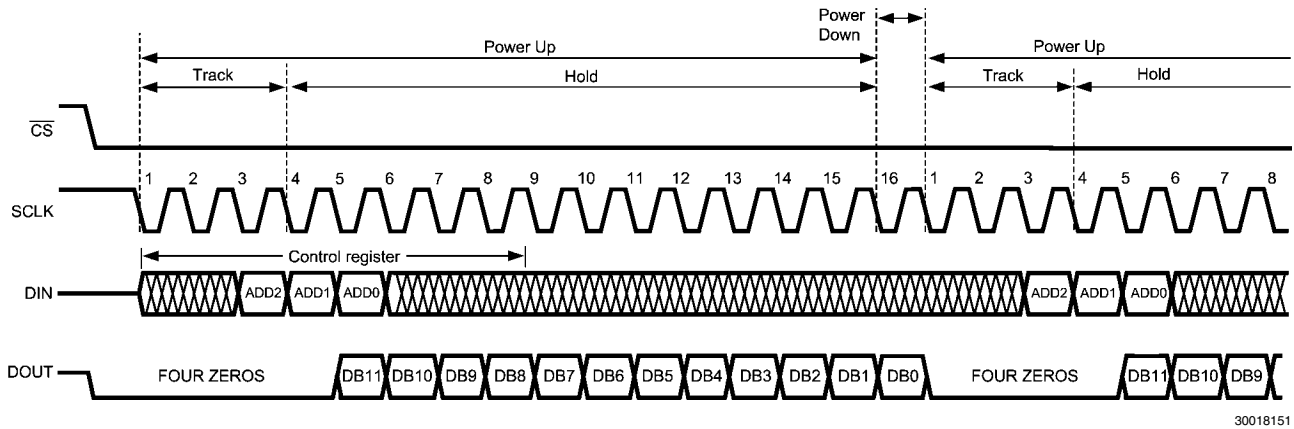 Power Down
Power Up
Power Up
Track
Hold
Track
Hold
CS
1 2 3 4 5 6 7 8 9 10 11 12 13 14 15 16 1 2 3 4 5 6 7 8
SCLK
Control register
DIN
ADD2 ADD1 ADD0 ADD2 ADD1 ADD0
DOUT
FOUR ZEROS DB11 DB10 DB9 DB8 DB7 DB6 DB5 DB4 DB3 DB2 DB1 DB0 FOUR ZEROS DB11 DB10 DB9
30018151